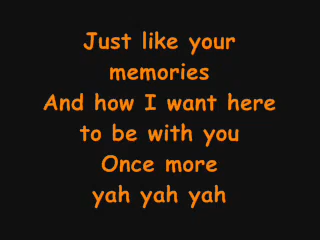 Just like your
memories
And how I want here
to be with you
Once more
yah yah yah